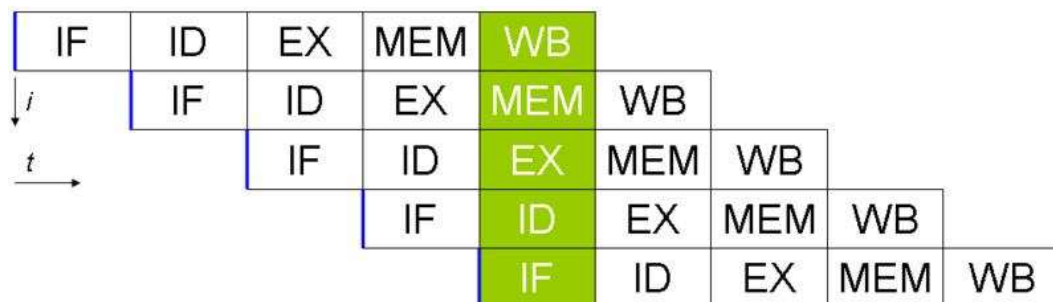 IF ID EX MEM WB
i IF ID EX MEM WB
t IF ID EX MEM WB
IF ID EX MEM WB
IF ID EX MEM WB